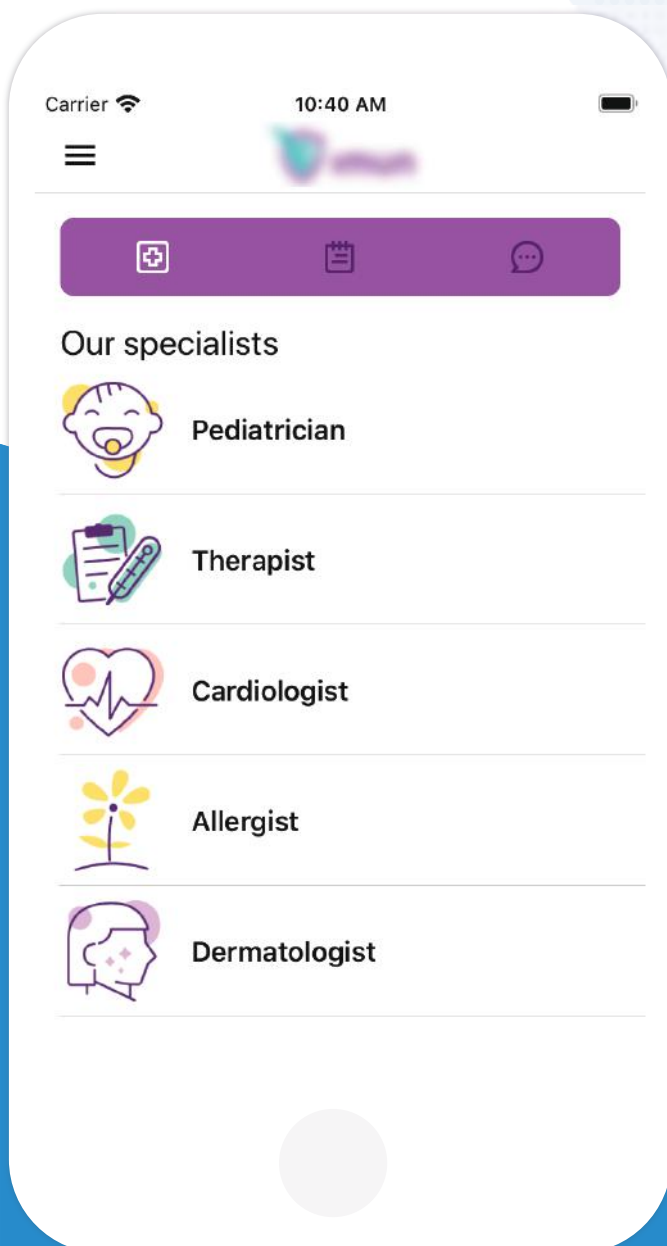 Carrier
10:40 AM
Our specialists
Pediatrician
Therapist
Cardiologist
Allergist
Dermatologist